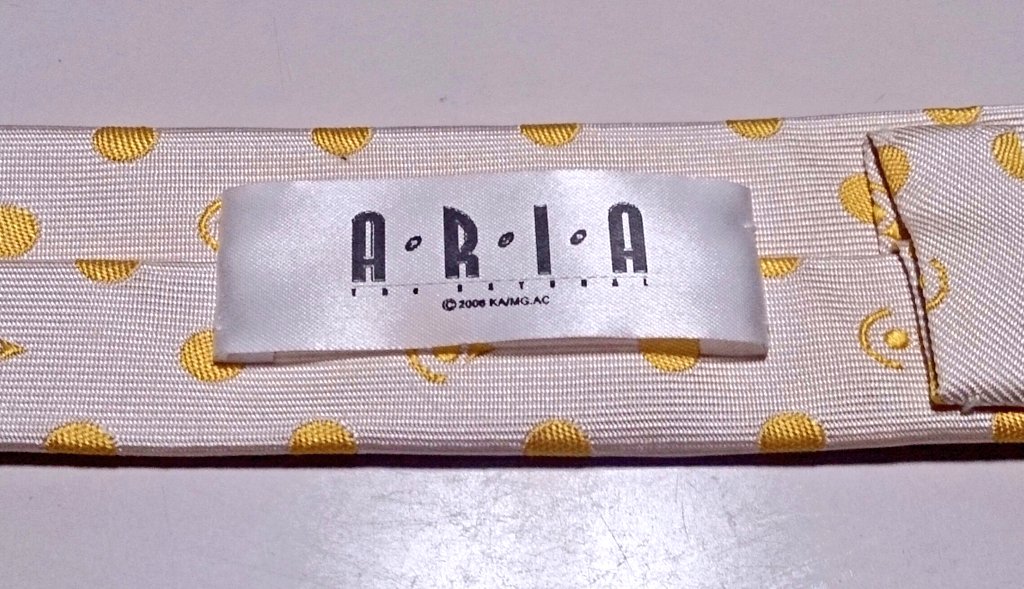 A·R·I·A
The NATURAL
©2006 KA/MG.AC